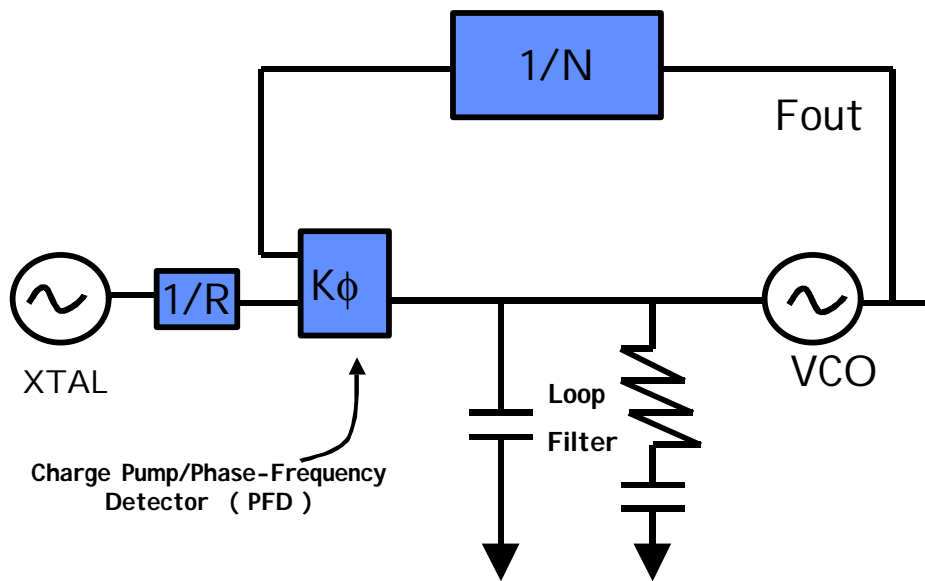 1/N
Fout
1/R
Kϕ
XTAL
VCO
Loop
Filter
Charge Pump/Phase-Frequency
Detector ( PFD )